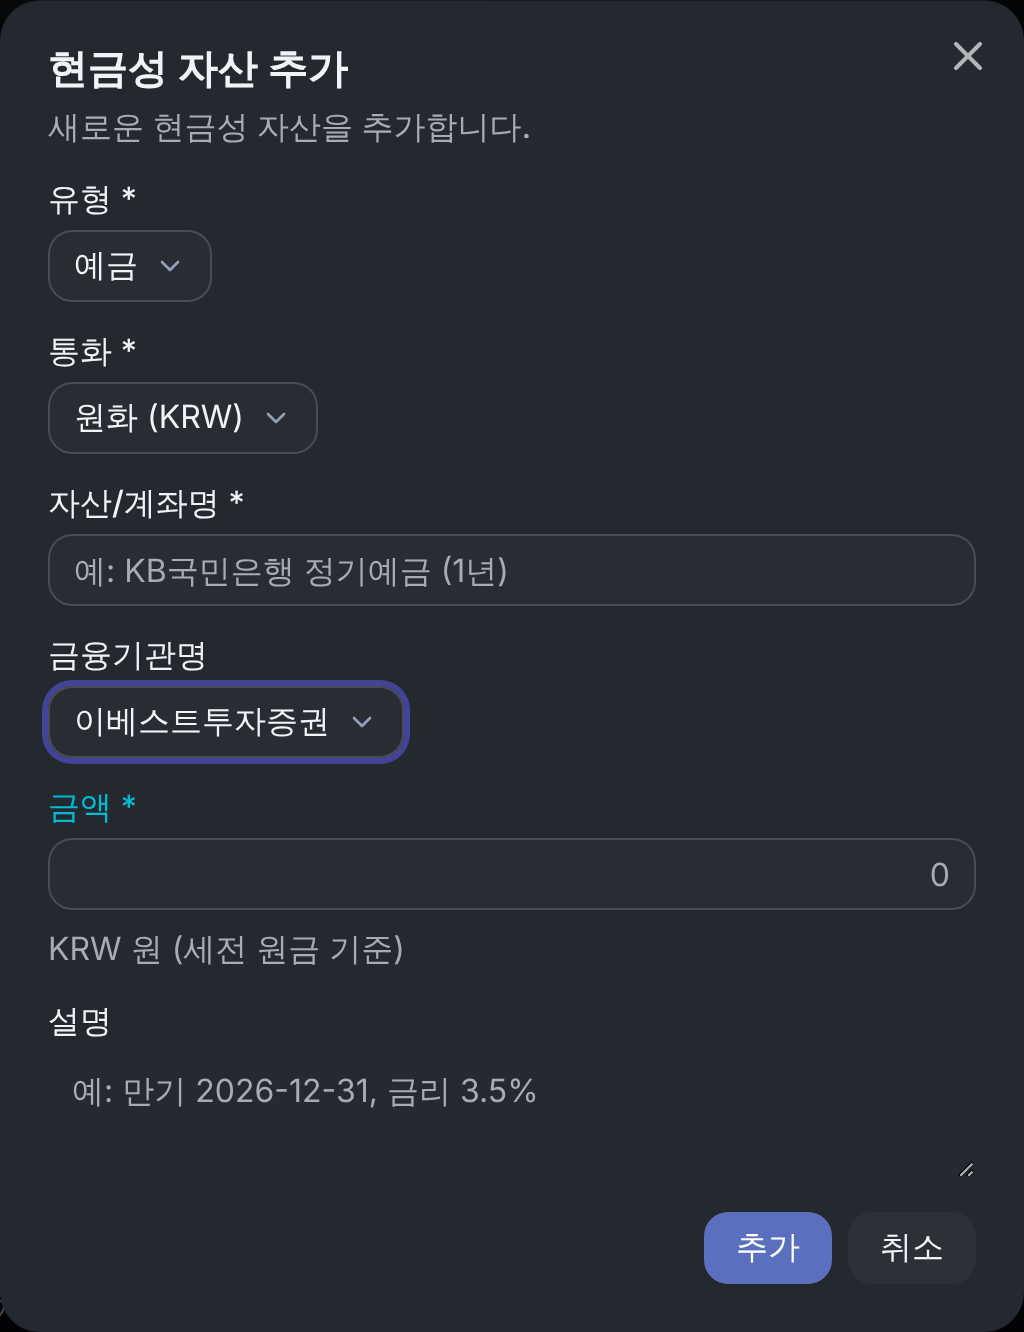 현금성 자산 추가
새로운 현금성 자산을 추가합니다.
유형 *
예금
통화 *
원화 (KRW)
자산/계좌명 *
예: KB국민은행 정기예금 (1년)
금융기관명
이베스트투자증권
금액 *
0
KRW 원 (세전 원금 기준)
설명
예: 만기 2026-12-31, 금리 3.5%
추가 취소